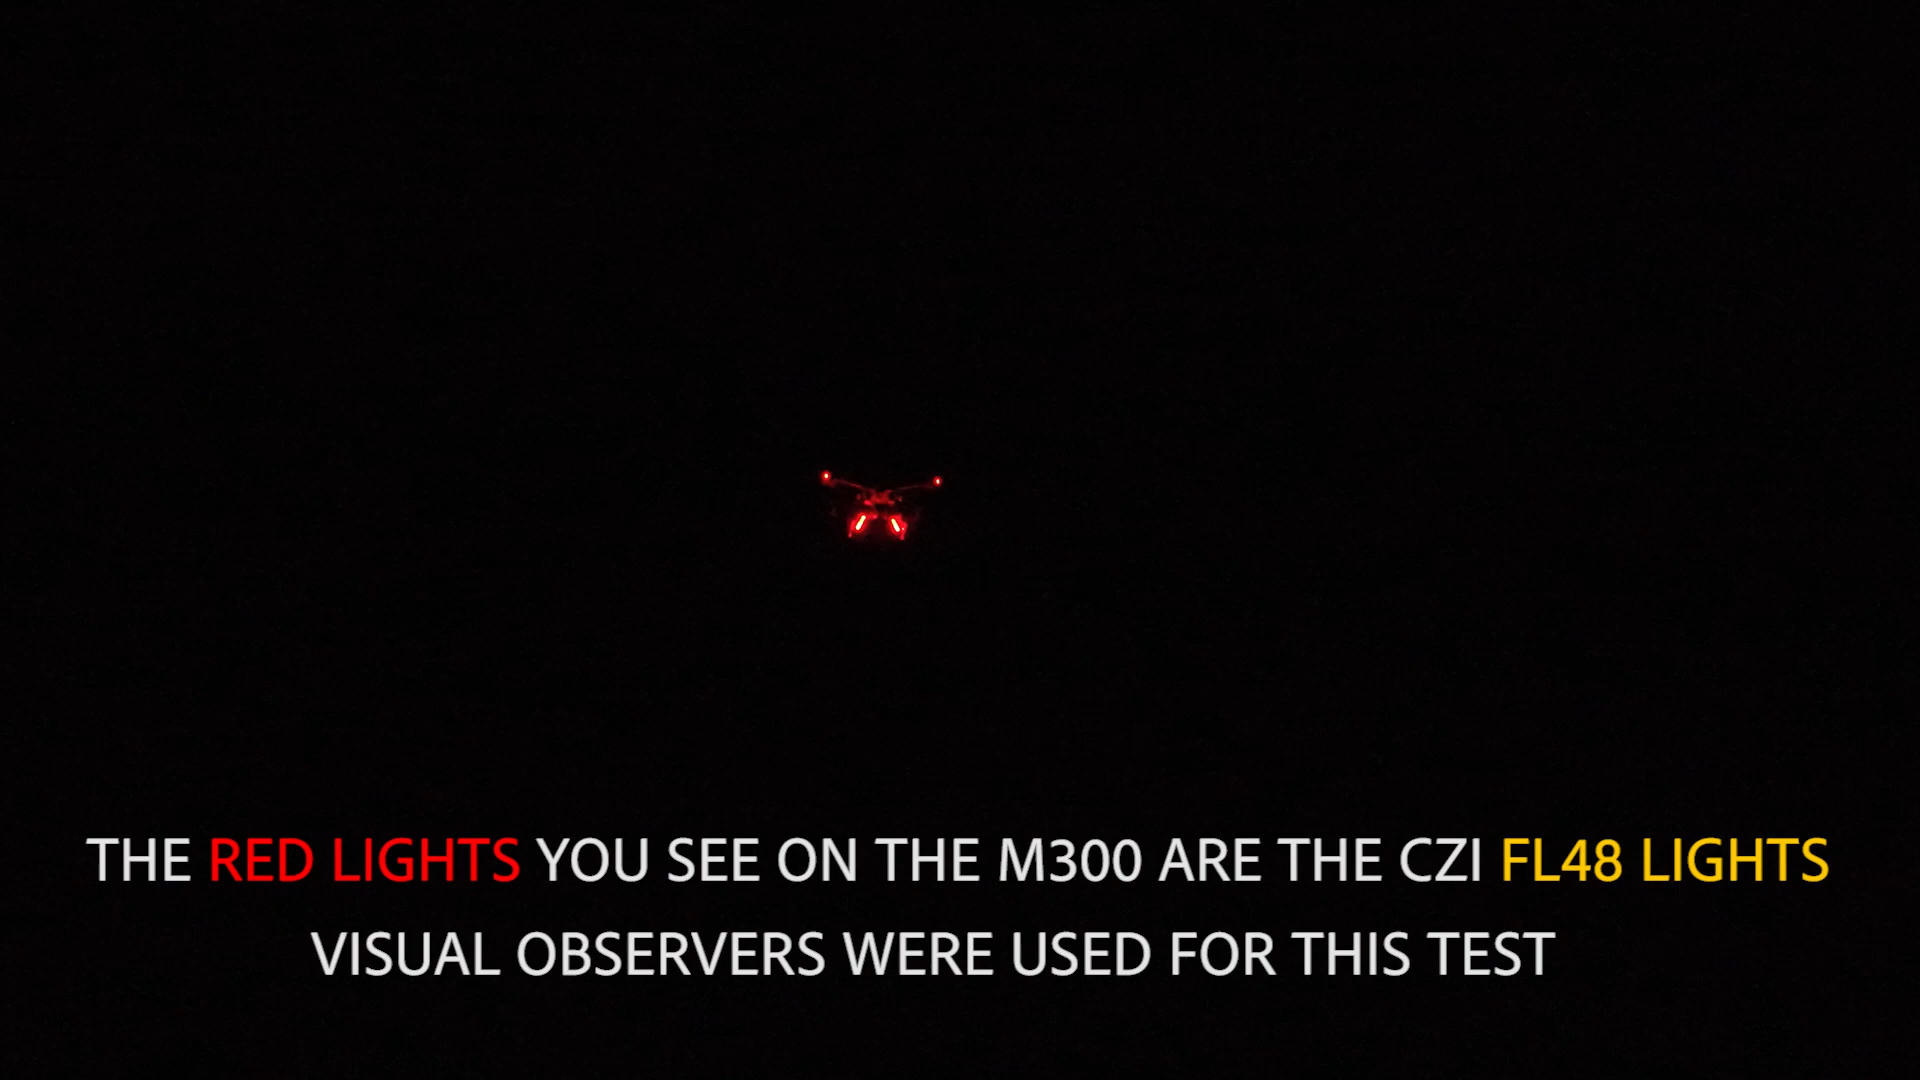 THE RED LIGHTS YOU SEE ON THE M300 ARE THE CZI FL48 LIGHTS
VISUAL OBSERVERS WERE USED FOR THIS TEST